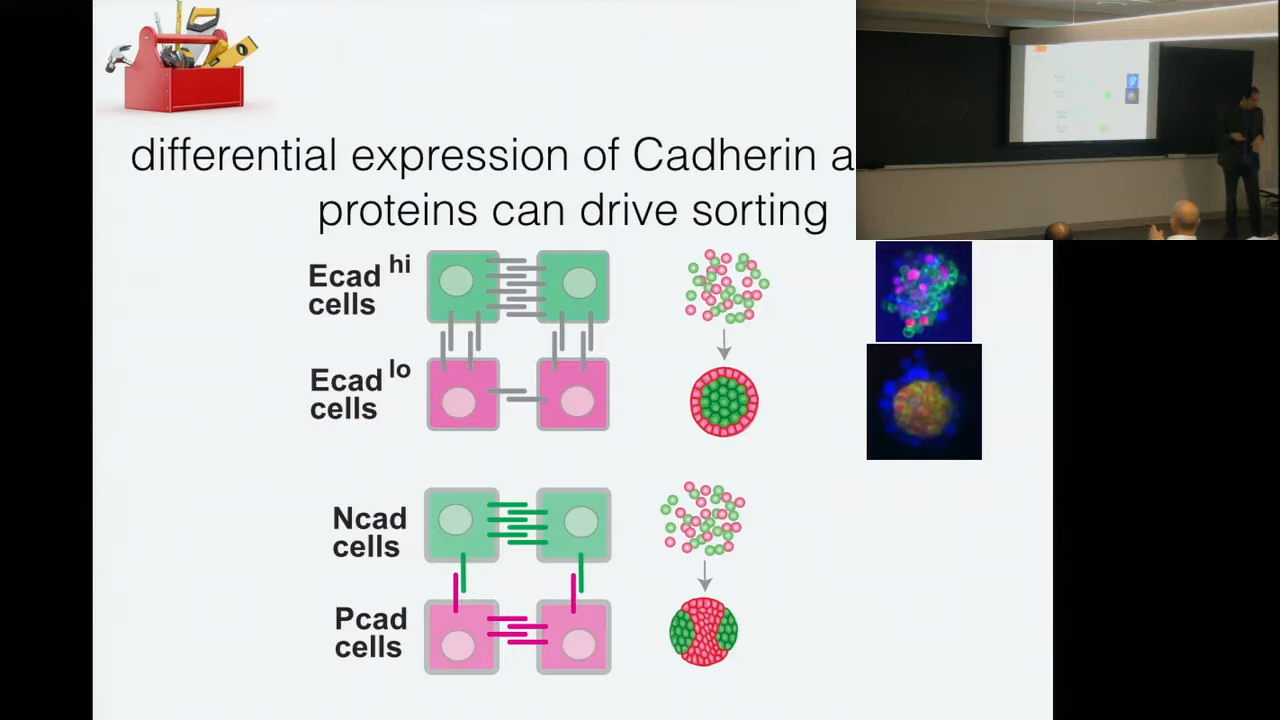 differential expression of Cadherin a
proteins can drive sorting
Ecad hi
cells
Ecad lo
cells
Ncad
cells
Pcad
cells